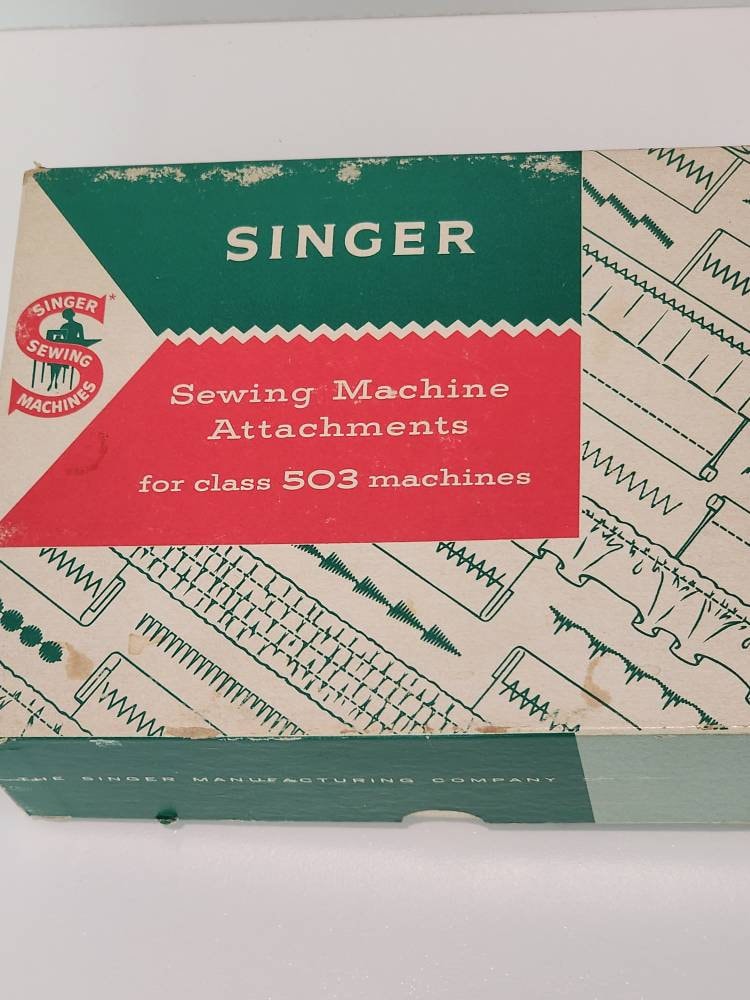 SINGER
SINGER*
SEWING
MACHINES
Sewing Machine
Attachments
for class 503 machines
THE SINGER MANUFACTURING COMPANY